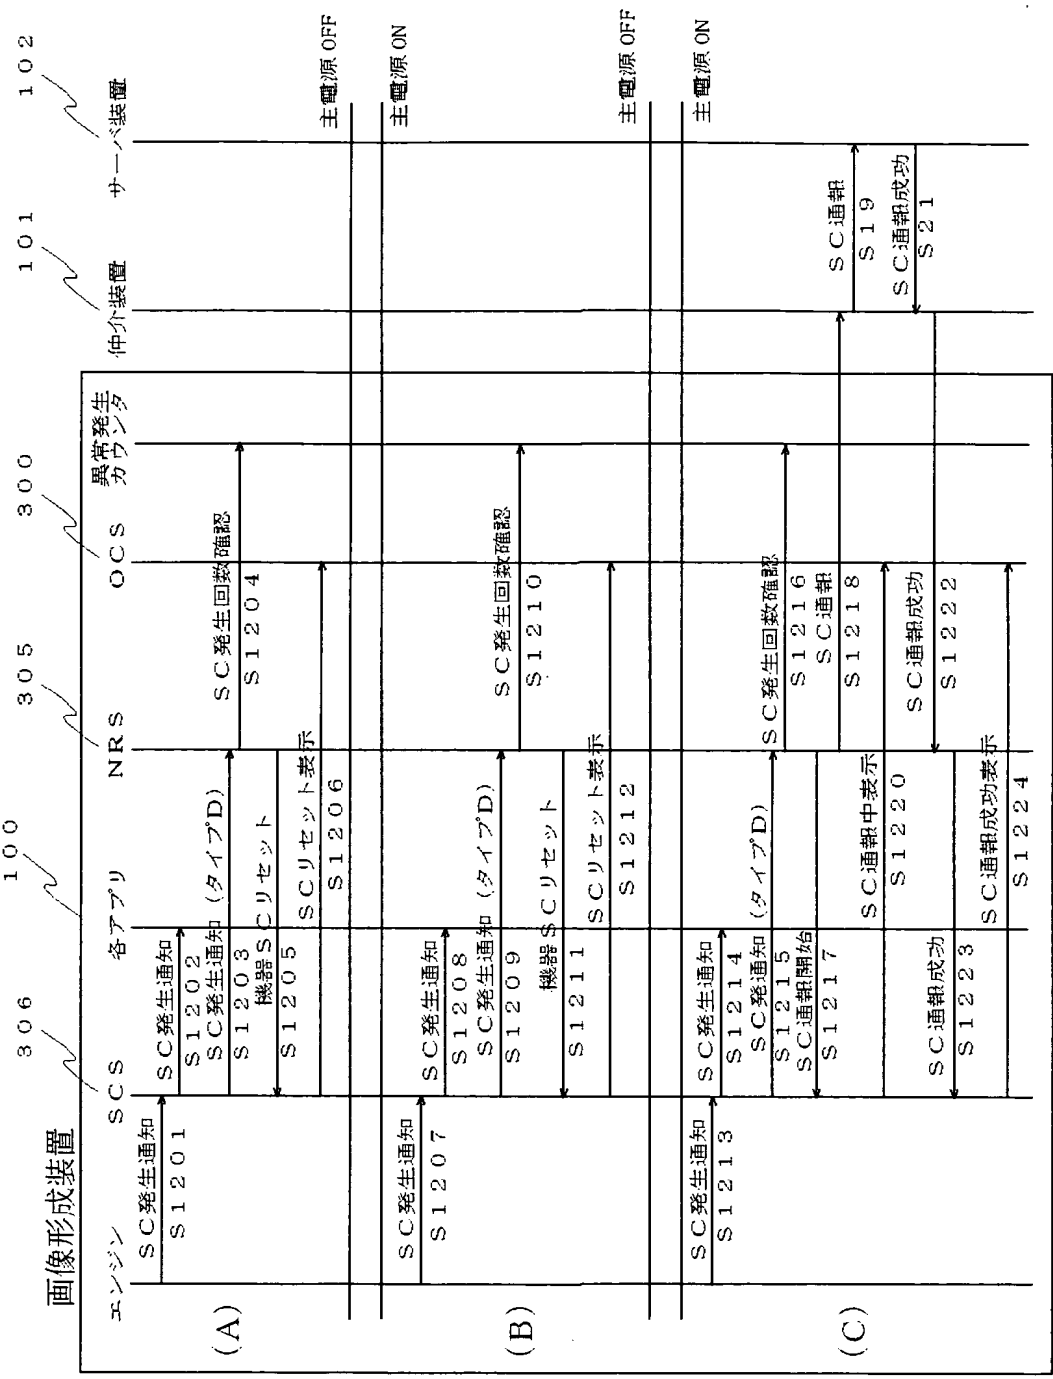 画像形成装置
100
306
305
300
101
102
エンジン
SCS
各アプリ
NRS
OCS
異常発生
カウンタ
仲介装置
サーバ装置
(A)
SC発生通知
S1201
SC発生通知
S1202
SC発生通知(タイプD)
S1203
SC発生回数確認
S1204
機器SCリセット
S1205
SCリセット表示
S1206
主電源OFF
主電源ON
(B)
SC発生通知
S1207
SC発生通知
S1208
SC発生通知(タイプD)
S1209
SC発生回数確認
S1210
機器SCリセット
S1211
SCリセット表示
S1212
主電源OFF
主電源ON
(C)
SC発生通知
S1213
SC発生通知
S1214
SC発通知(タイプD)
S1215
SC発生回数確認
S1216
SC通報開始
S1217
SC通報
S1218
SC通報
S19
SC通報中表示
S1220
SC通報成功
S21
SC通報成功
S1222
SC通報成功
S1223
SC通報成功表示
S1224